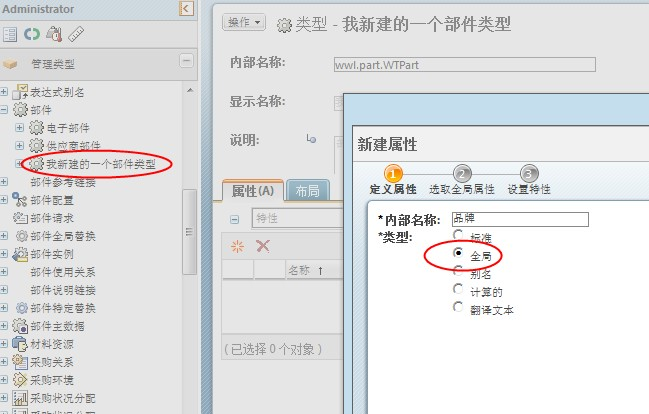 Administrator
管理类型
表达式别名
部件
电子部件
供应商部件
我新建的一个部件类型
部件参考链接
部件配置
部件请求
部件全局替换
部件实例
部件使用关系
部件说明链接
部件特定替换
部件主数据
材料资源
采购关系
采购环境
采购状况分配
操作
类型 - 我新建的一个部件类型
内部名称:
wwl.part.WTPart
显示名称:
说明:
属性(A)
布局
特性
名称 ↑
(已选择 0 个对象)
新建属性
1
2
3
定义属性
选取全局属性
设置特性
*内部名称:
品牌
*类型:
标准
全局
别名
计算的
翻译文本